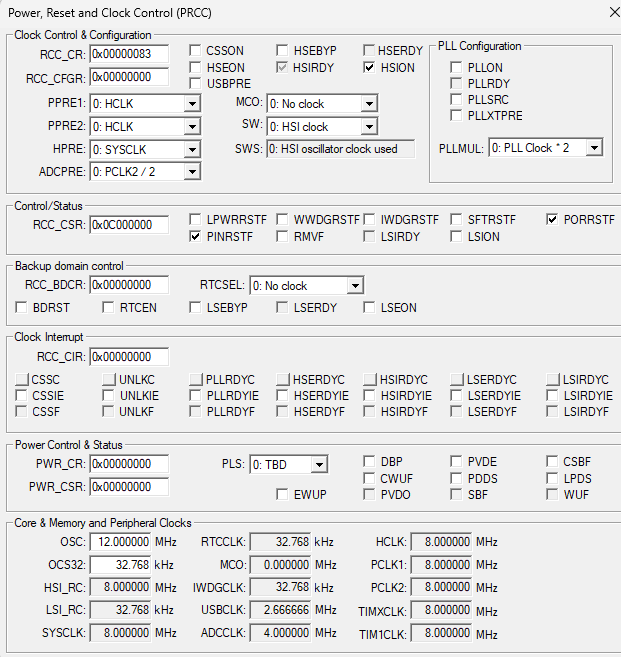 Power, Reset and Clock Control (PRCC)
Clock Control & Configuration
RCC_CR: 0x00000083 CSSON HSEBYP HSERDY
HSEON HSIRDY HSION
RCC_CFGR: 0x00000000 USBPRE
PPRE1: 0: HCLK MCO: 0: No clock
PPRE2: 0: HCLK SW: 0: HSI clock
HPRE: 0: SYSCLK SWS: 0: HSI oscillator clock used
ADCPRE: 0: PCLK2 / 2
PLL Configuration
PLLON
PLLRDY
PLLSRC
PLLXTPRE
PLLMUL: 0: PLL Clock * 2
Control/Status
RCC_CSR: 0x0C000000 LPWRRSTF WWDGRSTF IWDGRSTF SFTRSTF PORRSTF
PINRSTF RMVF LSIRDY LSION
Backup domain control
RCC_BDCR: 0x00000000 RTCSEL: 0: No clock
BDRST RTCEN LSEBYP LSERDY LSEON
Clock Interrupt
RCC_CIR: 0x00000000
CSSC UNLKC PLLRDYC HSERDYC HSIRDYC LSERDYC LSIRDYC
CSSIE UNLKIE PLLRDYIE HSERDYIE HSIRDYIE LSERDYIE LSIRDYIE
CSSF UNLKF PLLRDYF HSERDYF HSIRDYF LSERDYF LSIRDYF
Power Control & Status
PWR_CR: 0x00000000 PLS: 0: TBD DBP PVDE CSBF
CWUF PDDS LPDS
PWR_CSR: 0x00000000 EWUP PVDO SBF WUF
Core & Memory and Peripheral Clocks
OSC: 12.000000 MHz RTCCLK: 32.768 kHz HCLK: 8.000000 MHz
OCS32: 32.768 kHz MCO: 0.000000 MHz PCLK1: 8.000000 MHz
HSI_RC: 8.000000 MHz IWDGCLK: 32.768 kHz PCLK2: 8.000000 MHz
LSI_RC: 32.768 kHz USBCLK: 2.666666 MHz TIMXCLK: 8.000000 MHz
SYSCLK: 8.000000 MHz ADCCLK: 4.000000 MHz TIM1CLK: 8.000000 MHz